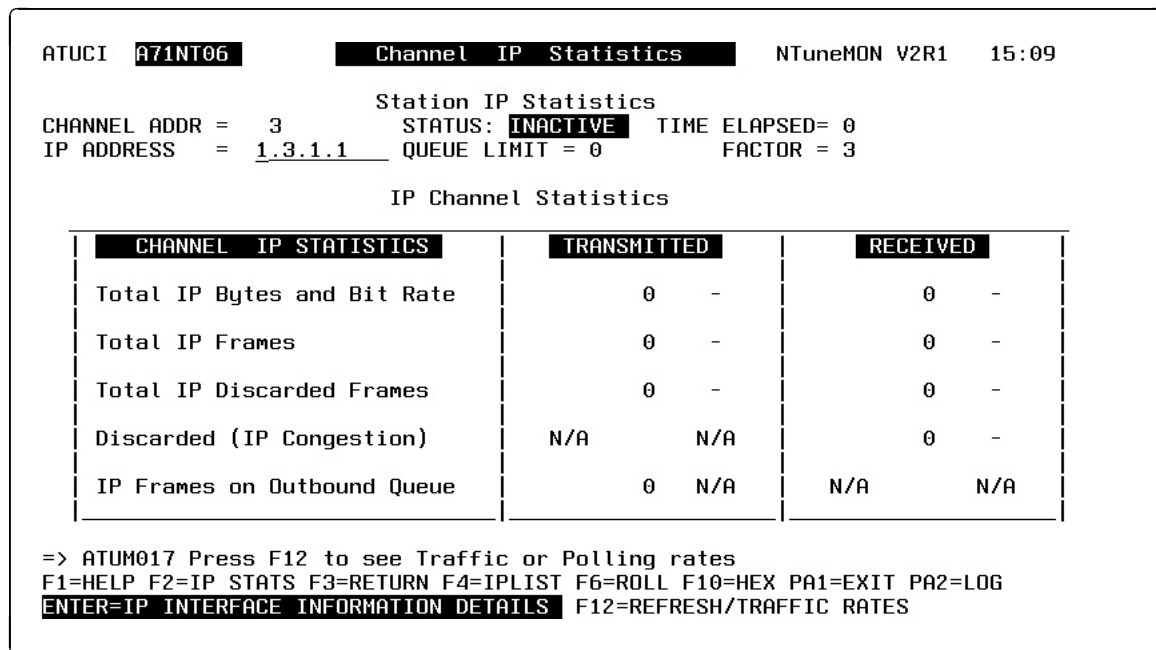 ATUCI A71NT06 Channel IP Statistics NTuneMON V2R1 15:09
Station IP Statistics
CHANNEL ADDR = 3 STATUS: INACTIVE TIME ELAPSED= 0
IP ADDRESS = 1.3.1.1 QUEUE LIMIT = 0 FACTOR = 3
IP Channel Statistics
CHANNEL IP STATISTICS TRANSMITTED RECEIVED
Total IP Bytes and Bit Rate 0 - 0 -
Total IP Frames 0 - 0 -
Total IP Discarded Frames 0 - 0 -
Discarded (IP Congestion) N/A N/A 0 -
IP Frames on Outbound Queue 0 N/A N/A N/A
=> ATUM017 Press F12 to see Traffic or Polling rates
F1=HELP F2=IP STATS F3=RETURN F4=IPLIST F6=ROLL F10=HEX PA1=EXIT PA2=LOG
ENTER=IP INTERFACE INFORMATION DETAILS F12=REFRESH/TRAFFIC RATES